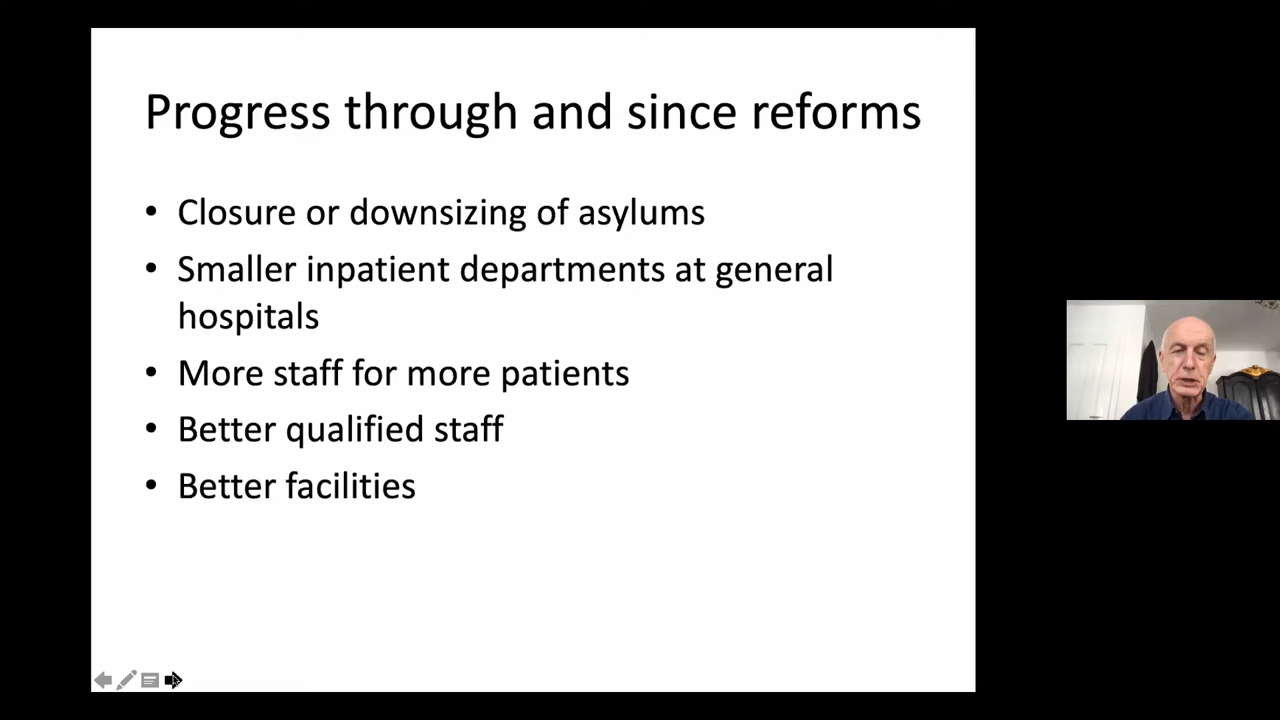 Progress through and since reforms
• Closure or downsizing of asylums
• Smaller inpatient departments at general
hospitals
• More staff for more patients
• Better qualified staff
• Better facilities